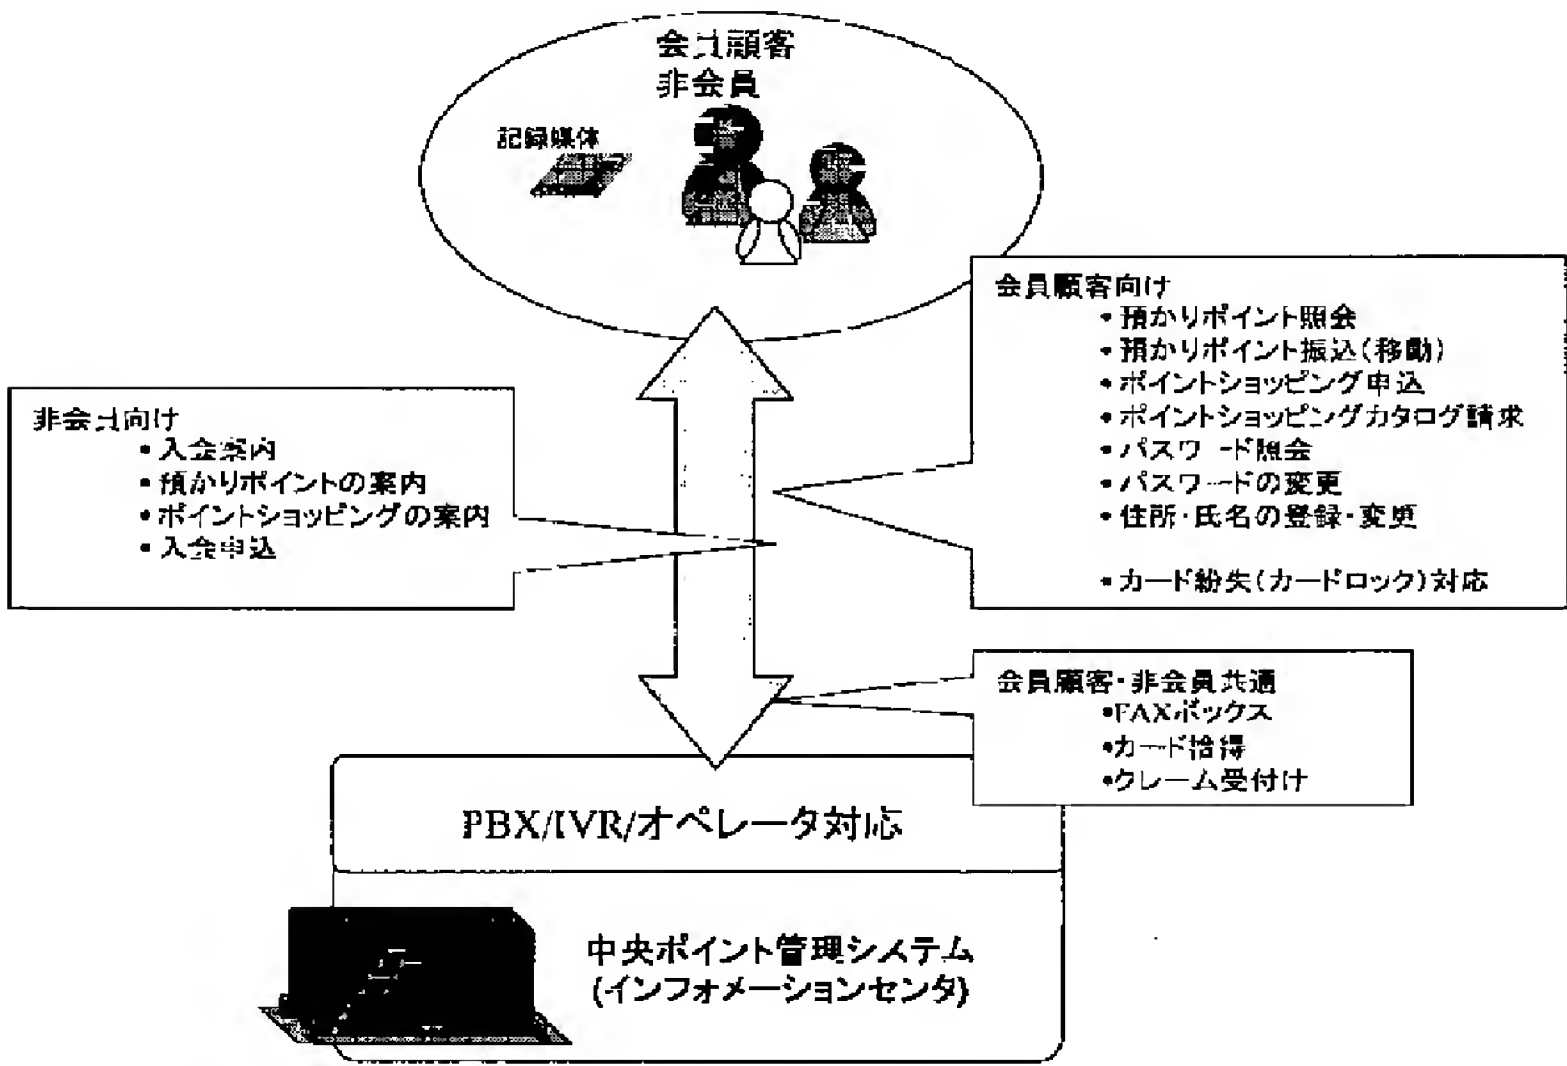 会員顧客
非会員
記録媒体
会員顧客向け
•預かりポイント照会
•預かりポイント振込(移動)
•ポイントショッピング申込
•ポイントショッピングカタログ請求
•パスワード照会
•パスワードの変更
•住所・氏名の登録・変更
•カード紛失(カードロック)対応
非会員向け
•入会案内
•預かりポイントの案内
•ポイントショッピングの案内
•入会申込
会員顧客・非会員共通
•FAXボックス
•カード拾得
•クレーム受付け
PBX/IVR/オペレータ対応
中央ポイント管理システム
(インフォメーションセンタ)